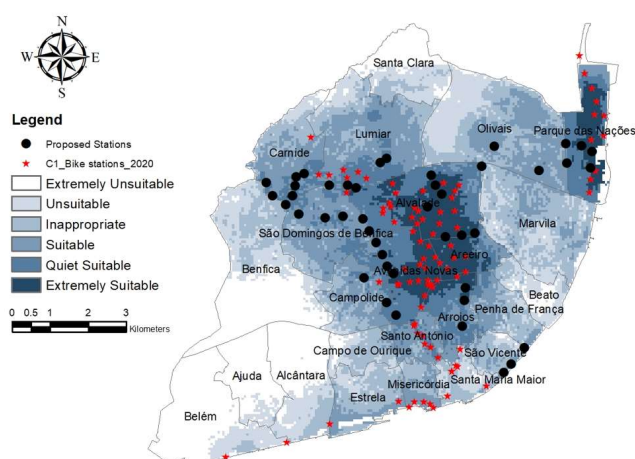 N
W E
S
Legend
Proposed Stations
C1_Bike stations_2020
Extremely Unsuitable
Unsuitable
Inappropriate
Suitable
Quiet Suitable
Extremely Suitable
0 0.5 1 2 3
Kilometers
Santa Clara
Lumiar
Olivais
Parque das Nações
Carnide
Alvalade
Marvila
São Domingos de Benfica
Areeiro
Benfica
Avenidas Novas
Beato
Campolide
Penha de França
Arroios
Santo António
Campo de Ourique
São Vicente
Ajuda
Alcântara
Misericórdia
Santa Maria Maior
Estrela
Belém